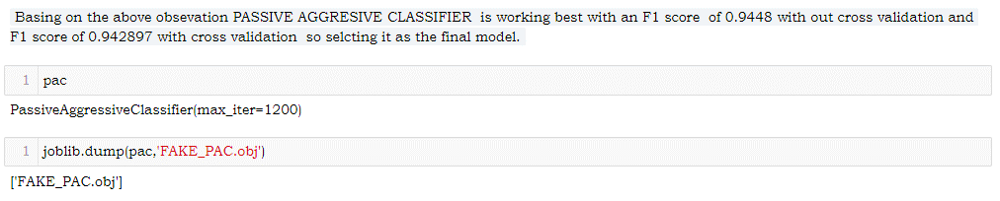 Basing on the above obsevation PASSIVE AGGRESIVE CLASSIFIER is working best with an F1 score of 0.9448 with out cross validation and
F1 score of 0.942897 with cross validation so selcting it as the final model.
1 pac
PassiveAggressiveClassifier(max_iter=1200)
1 joblib.dump(pac,'FAKE_PAC.obj')
['FAKE_PAC.obj']